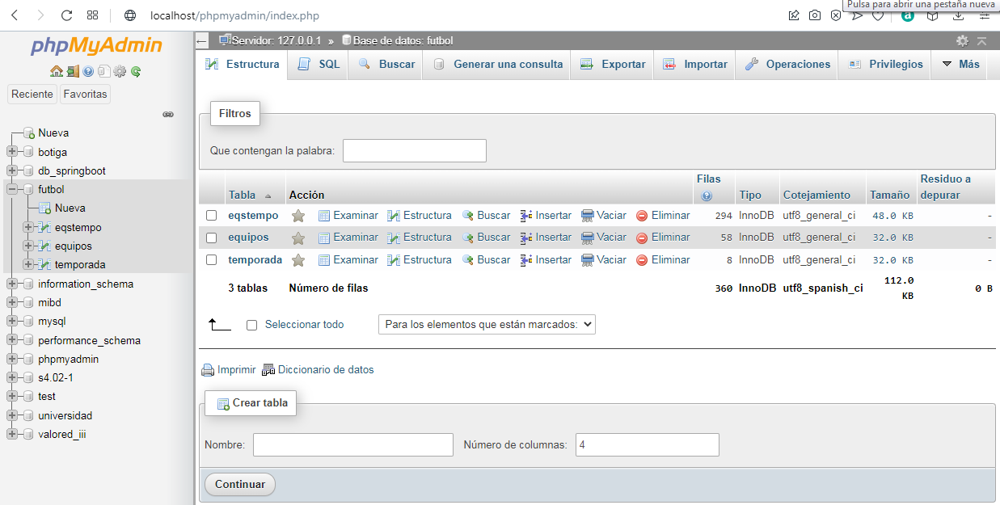 Pulsa para abrir una pestaña nueva
localhost/phpmyadmin/index.php
phpMyAdmin
Reciente Favoritas
Nueva
botiga
db_springboot
futbol
Nueva
eqstempo
equipos
temporada
information_schema
mibd
mysql
performance_schema
phpmyadmin
s4.02-1
test
universidad
valored_iii
Servidor: 127.0.0.1 » Base de datos: futbol
Estructura SQL Buscar Generar una consulta Exportar Importar Operaciones Privilegios Más
Filtros
Que contengan la palabra:
Tabla Acción Filas Tipo Cotejamiento Tamaño Residuo a depurar
eqstempo Examinar Estructura Buscar Insertar Vaciar Eliminar 294 InnoDB utf8_general_ci 48.0 KB -
equipos Examinar Estructura Buscar Insertar Vaciar Eliminar 58 InnoDB utf8_general_ci 32.0 KB -
temporada Examinar Estructura Buscar Insertar Vaciar Eliminar 8 InnoDB utf8_general_ci 32.0 KB -
3 tablas Número de filas 360 InnoDB utf8_spanish_ci 112.0 KB 0 B
Seleccionar todo Para los elementos que están marcados:
Imprimir Diccionario de datos
Crear tabla
Nombre: Número de columnas: 4
Continuar